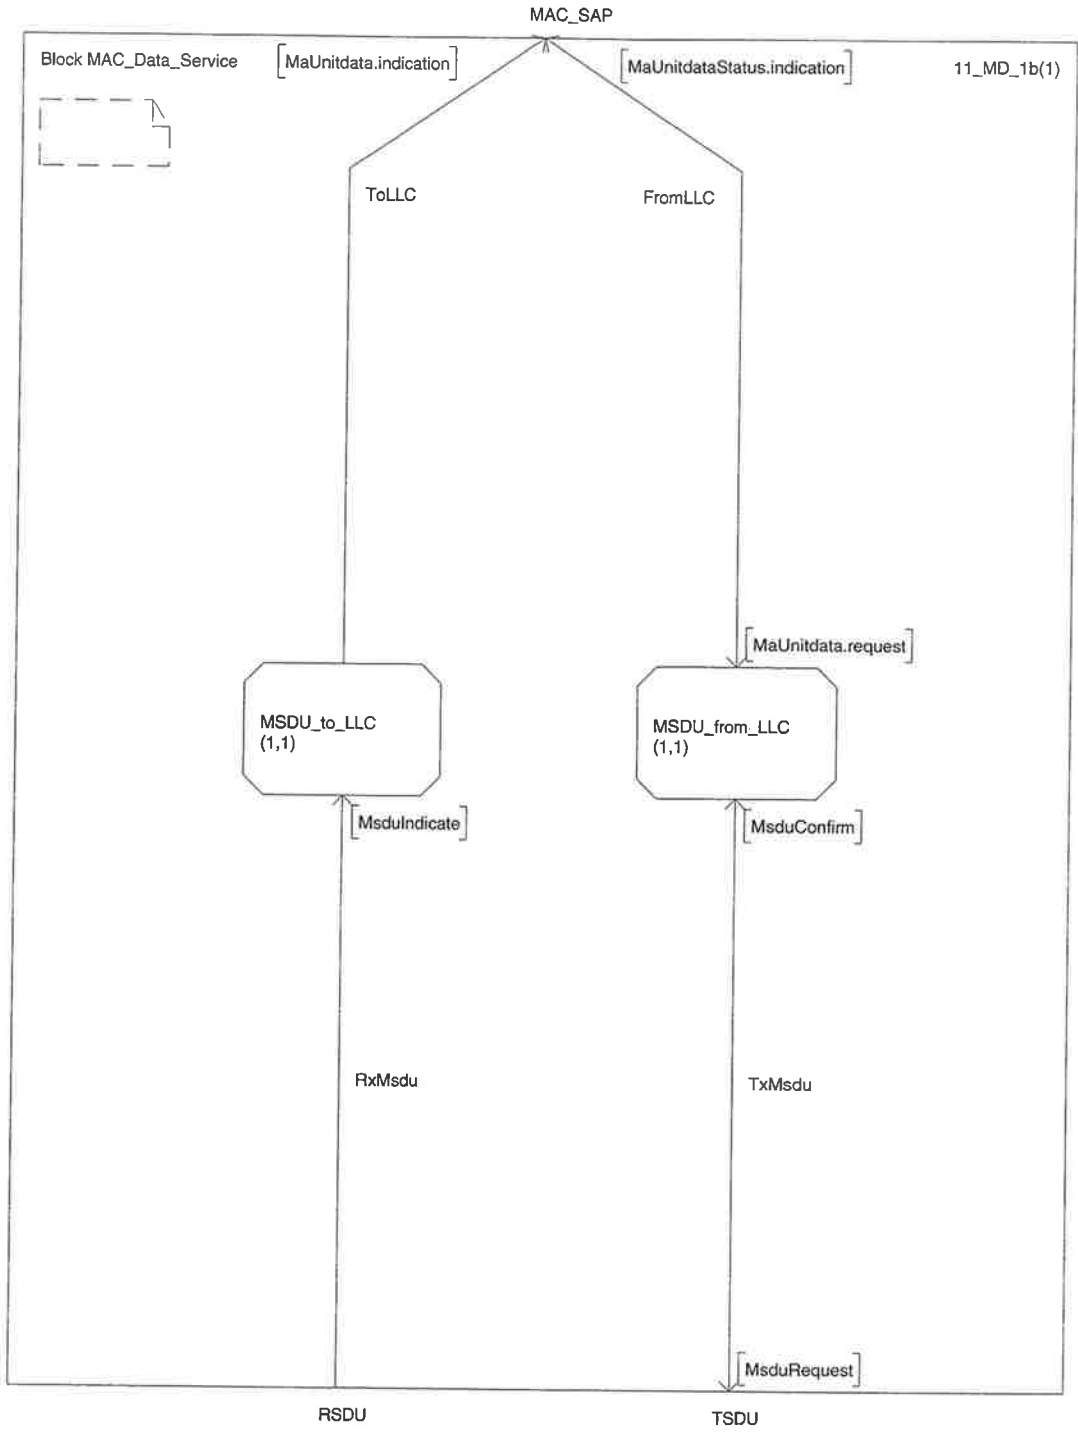 MAC_SAP
Block MAC_Data_Service
[MaUnitdata.indication]
[MaUnitdataStatus.indication]
11_MD_1b(1)
ToLLC
FromLLC
[MaUnitdata.request]
MSDU_to_LLC
(1,1)
MSDU_from_LLC
(1,1)
[MsduIndicate]
[MsduConfirm]
RxMsdu
TxMsdu
[MsduRequest]
RSDU
TSDU